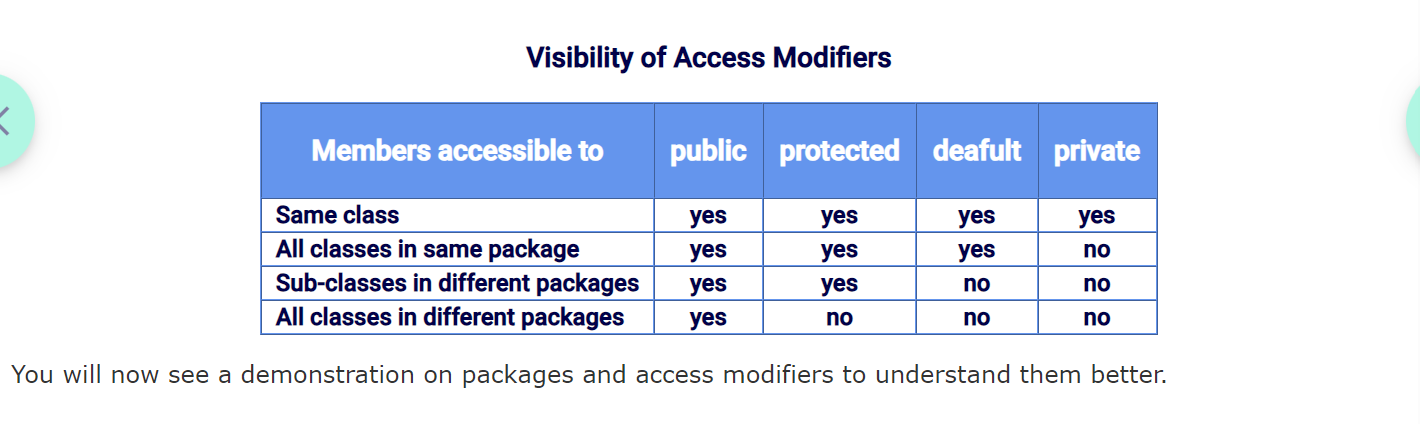 Visibility of Access Modifiers
Members accessible to public protected deafult private
Same class yes yes yes yes
All classes in same package yes yes yes no
Sub-classes in different packages yes yes no no
All classes in different packages yes no no no
You will now see a demonstration on packages and access modifiers to understand them better.